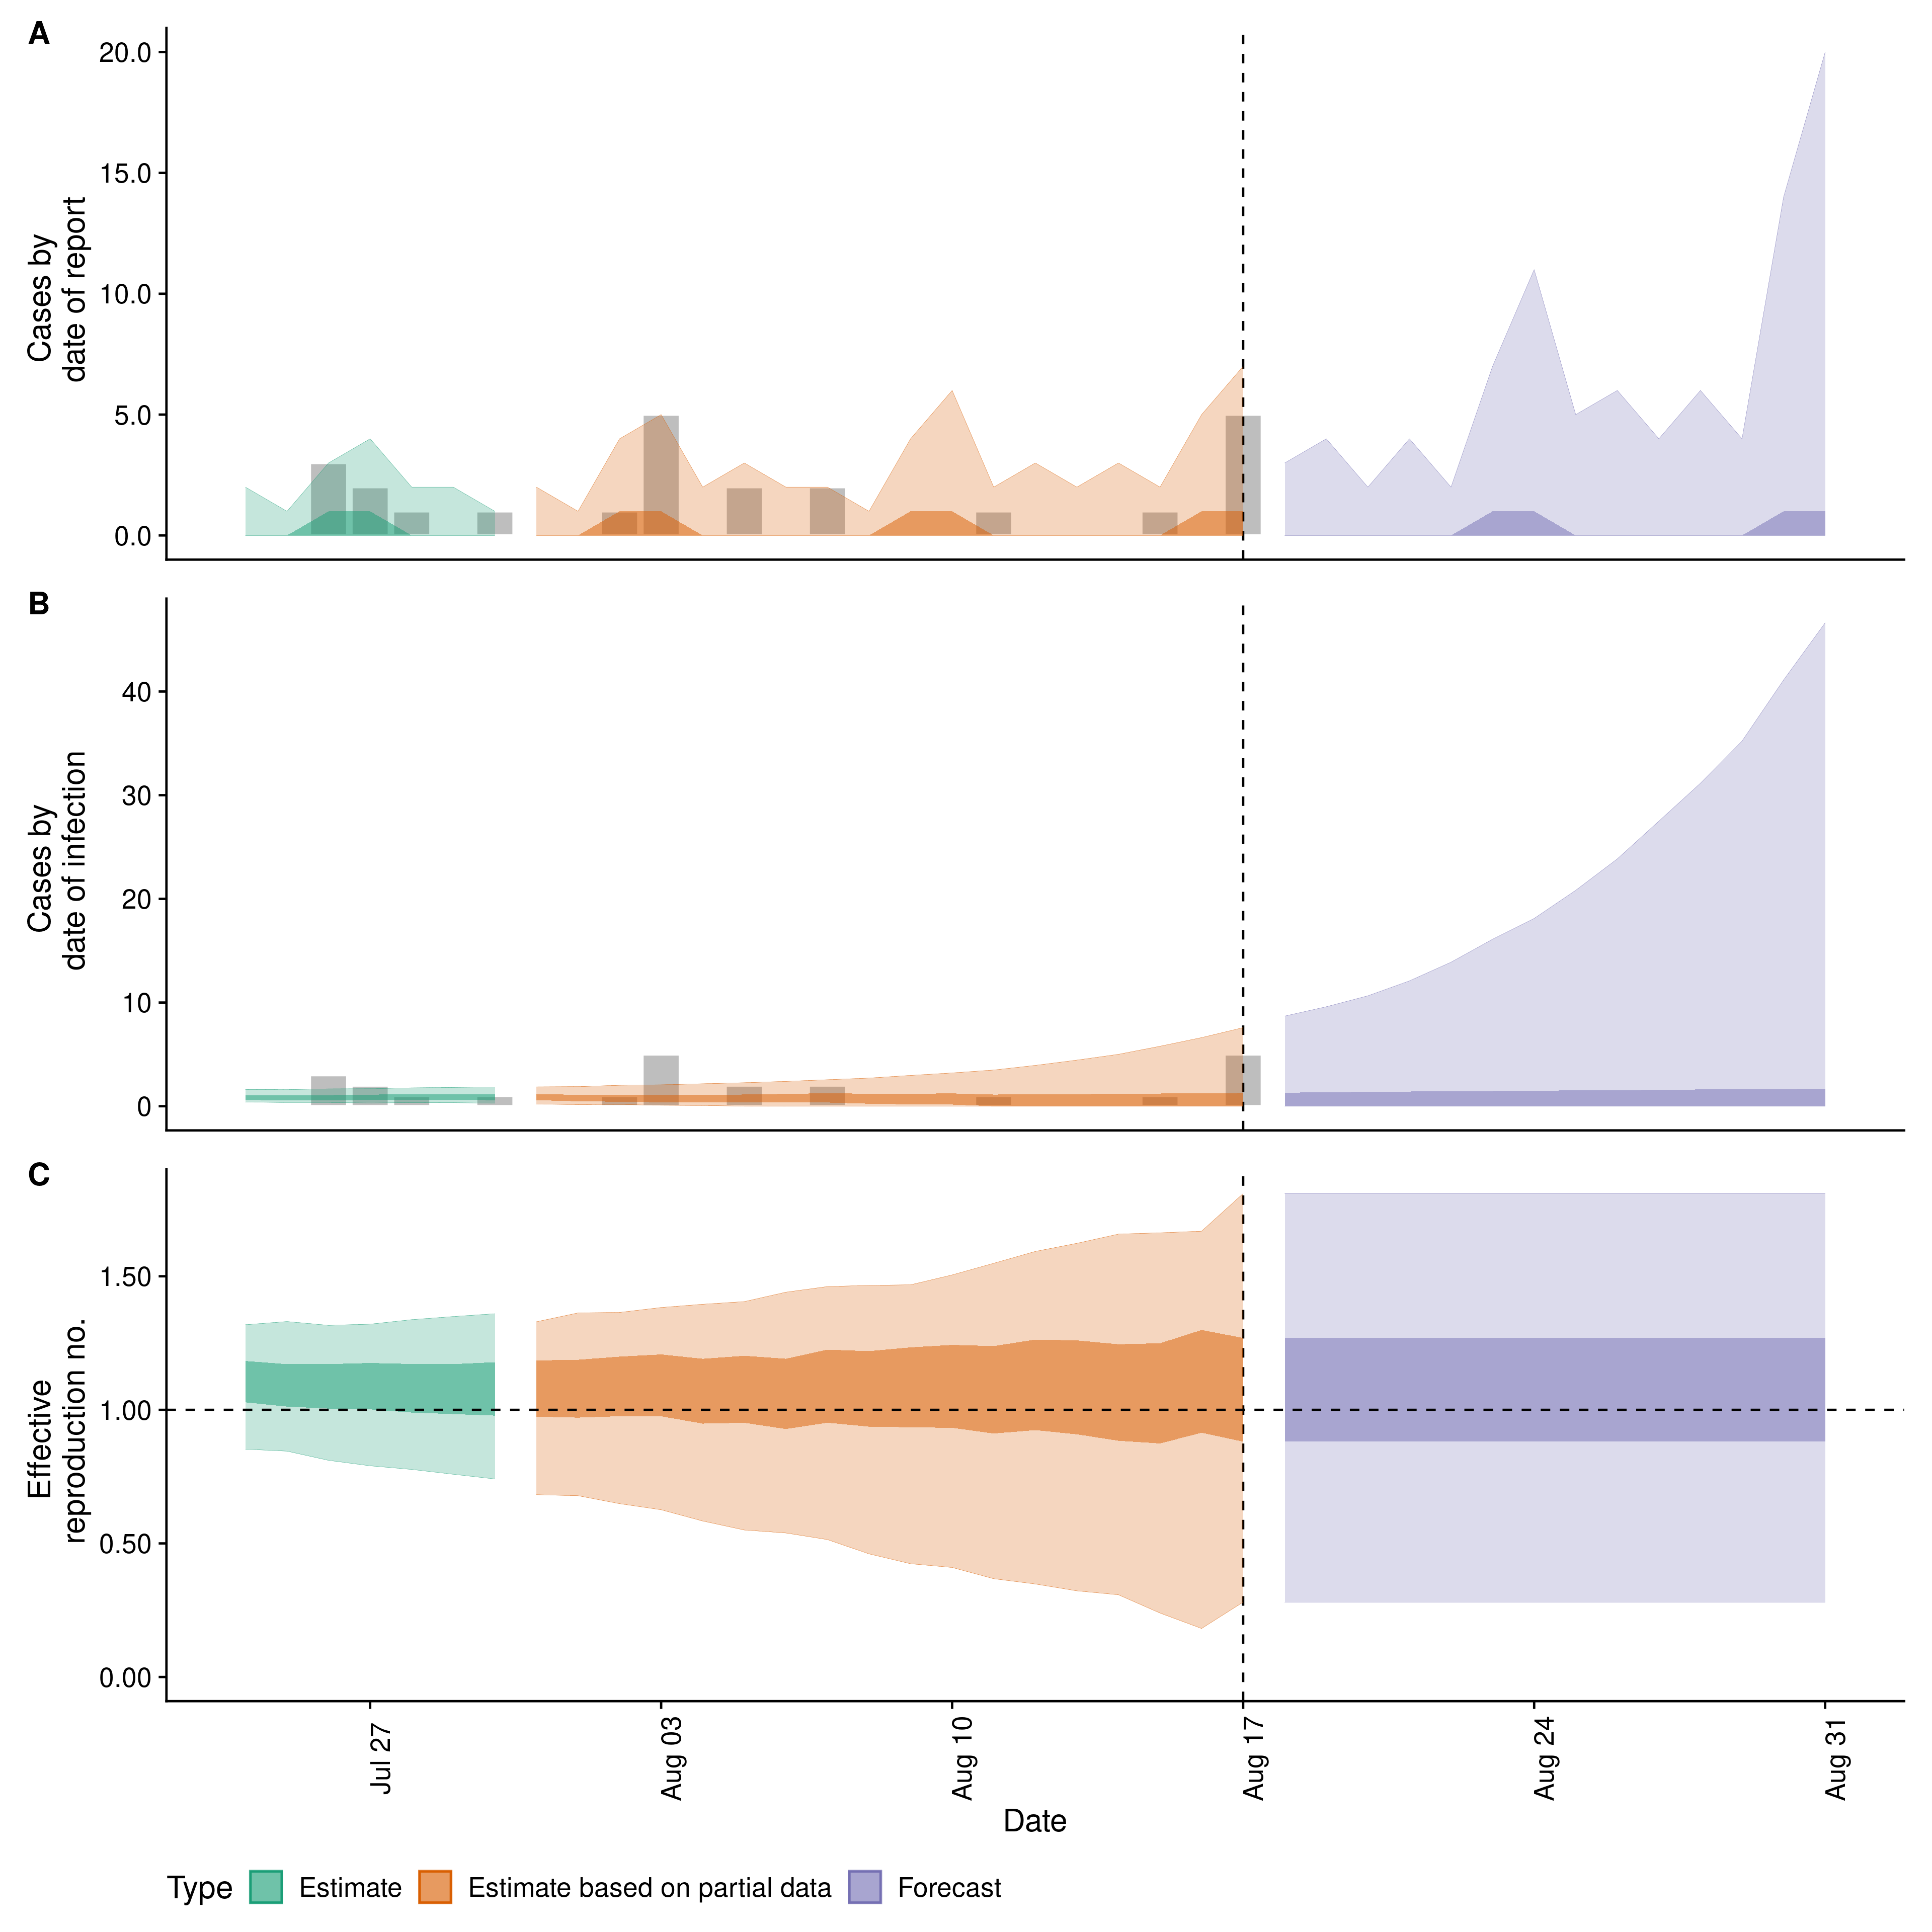 A
Cases by
date of report
20.0
15.0
10.0
5.0
0.0
B
Cases by
date of infection
40
30
20
10
0
C
Effective
reproduction no.
1.50
1.00
0.50
0.00
Jul 27
Aug 03
Aug 10
Aug 17
Aug 24
Aug 31
Date
Type Estimate Estimate based on partial data Forecast